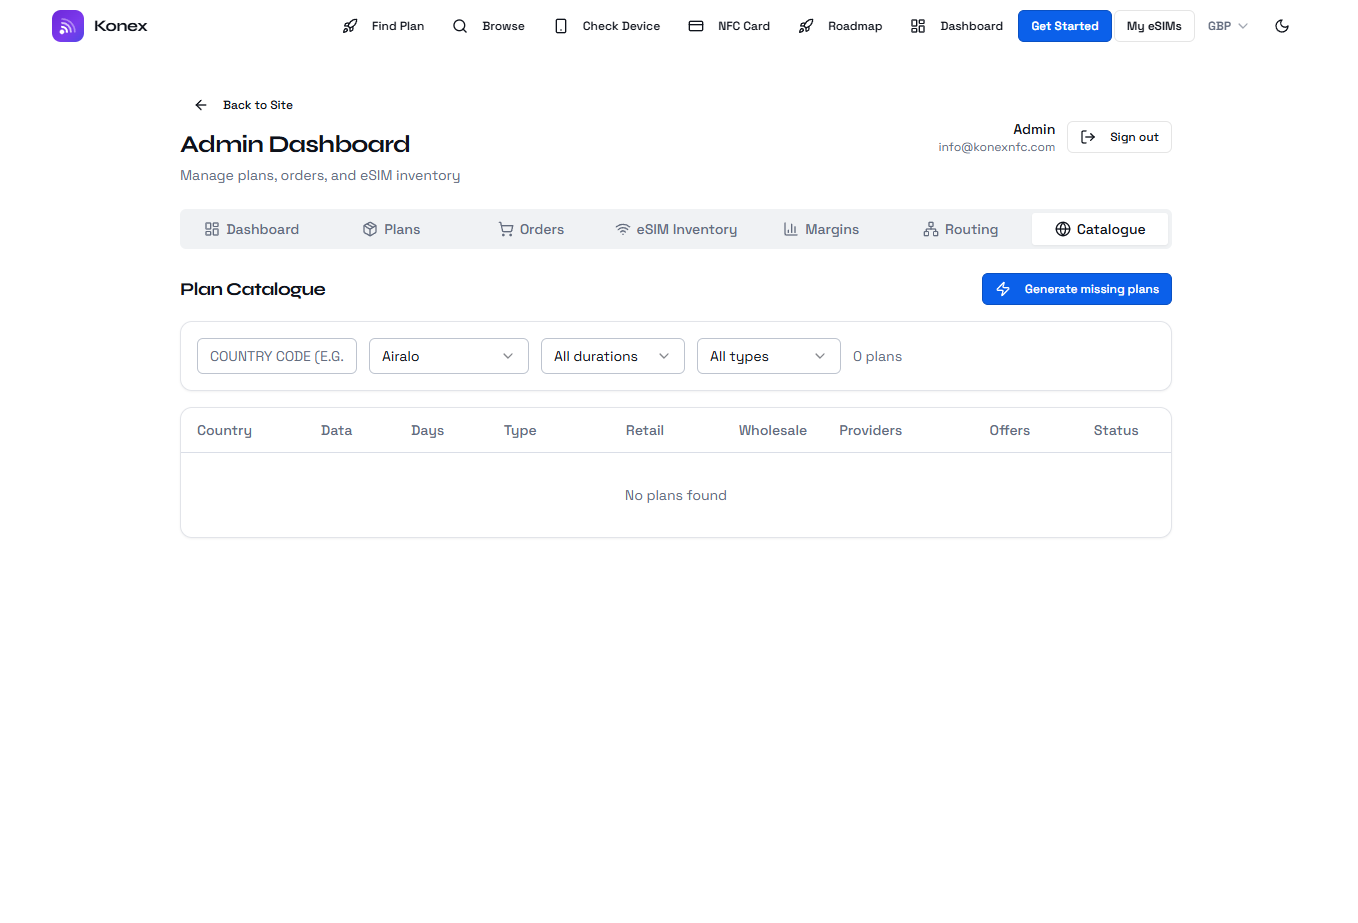 Konex
Find Plan
Browse
Check Device
NFC Card
Roadmap
Dashboard
Get Started
My eSIMs
GBP
Back to Site
Admin Dashboard
Manage plans, orders, and eSIM inventory
Admin
info@konexnfc.com
Sign out
Dashboard
Plans
Orders
eSIM Inventory
Margins
Routing
Catalogue
Plan Catalogue
Generate missing plans
COUNTRY CODE (E.G.
Airalo
All durations
All types
0 plans
Country
Data
Days
Type
Retail
Wholesale
Providers
Offers
Status
No plans found